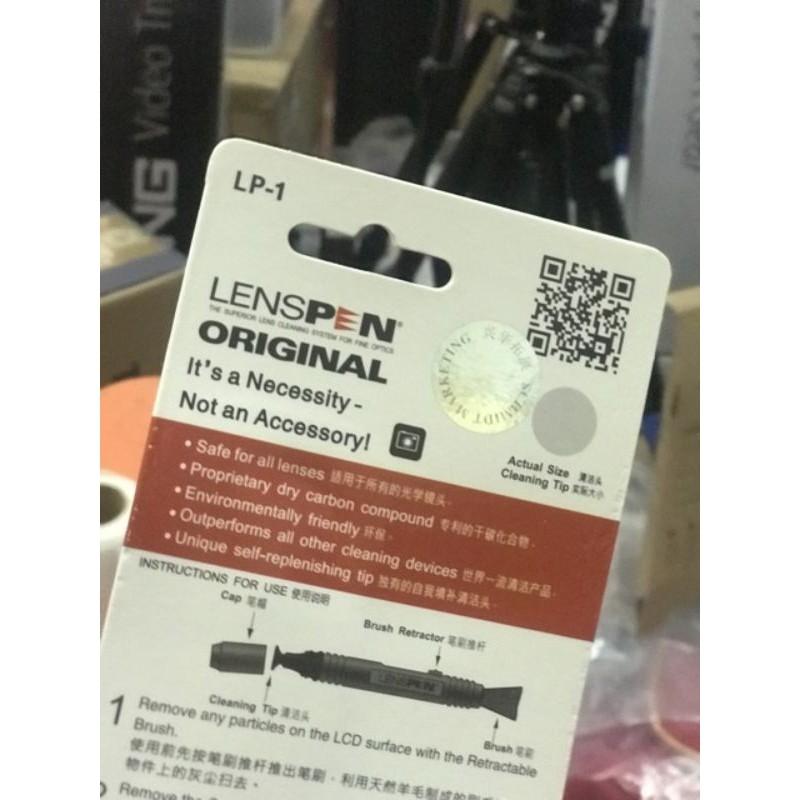 NG Video Tr
LP-1
LENSPEN®
THE SUPERIOR LENS CLEANING SYSTEM FOR FINE OPTICS
ORIGINAL
It's a Necessity -
Not an Accessory!
SCHMIDT MARKETING
Actual Size 清洁头
Cleaning Tip 实际大小
• Safe for all lenses 适用于所有的光学镜头.
• Proprietary dry carbon compound 专利的干碳化合物.
• Environmentally friendly 环保.
• Outperforms all other cleaning devices 世界一流清洁产品.
• Unique self-replenishing tip 独有的自我填补清洁头.
INSTRUCTIONS FOR USE 使用说明
Cap 笔帽
Brush Retractor 笔刷推杆
LENSPEN
Cleaning Tip 清洁头
Brush 笔刷
1 Remove any particles on the LCD surface with the Retractable
Brush.
使用前先按笔刷推杆推出笔刷，利用天然羊毛制成的刷
物件上的灰尘扫去。
Remove the